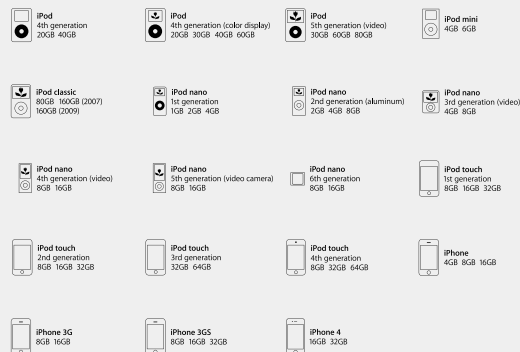 iPod
4th generation
20GB 40GB
iPod
4th generation (color display)
20GB 30GB 40GB 60GB
iPod
5th generation (video)
30GB 60GB 80GB
iPod mini
4GB 6GB
iPod classic
80GB 160GB (2007)
160GB (2009)
iPod nano
1st generation
1GB 2GB 4GB
iPod nano
2nd generation (aluminum)
2GB 4GB 8GB
iPod nano
3rd generation (video)
4GB 8GB
iPod nano
4th generation (video)
8GB 16GB
iPod nano
5th generation (video camera)
8GB 16GB
iPod nano
6th generation
8GB 16GB
iPod touch
1st generation
8GB 16GB 32GB
iPod touch
2nd generation
8GB 16GB 32GB
iPod touch
3rd generation
32GB 64GB
iPod touch
4th generation
8GB 32GB 64GB
iPhone
4GB 8GB 16GB
iPhone 3G
8GB 16GB
iPhone 3GS
8GB 16GB 32GB
iPhone 4
16GB 32GB